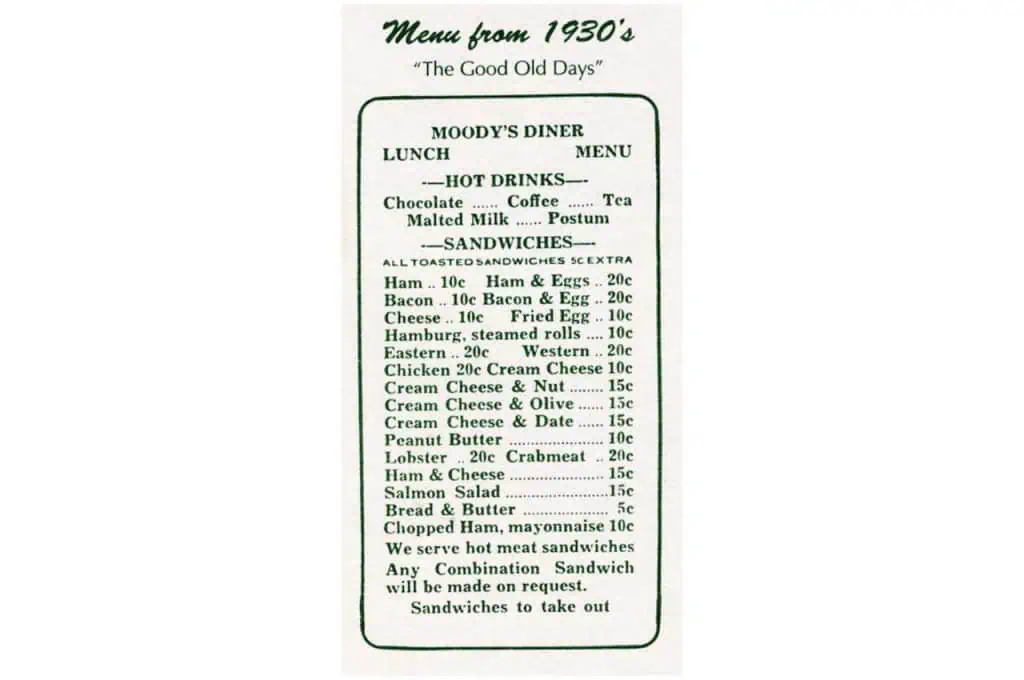 Menu from 1930's
"The Good Old Days"
MOODY'S DINER
LUNCH MENU
-—HOT DRINKS—-
Chocolate ...... Coffee ...... Tea
Malted Milk ...... Postum
-—SANDWICHES—-
ALL TOASTED SANDWICHES 5c EXTRA
Ham .. 10c Ham & Eggs .. 20c
Bacon .. 10c Bacon & Egg .. 20c
Cheese .. 10c Fried Egg .. 10c
Hamburg, steamed rolls .... 10c
Eastern .. 20c Western .. 20c
Chicken 20c Cream Cheese 10c
Cream Cheese & Nut ........ 15c
Cream Cheese & Olive ...... 15c
Cream Cheese & Date ...... 15c
Peanut Butter ...................... 10c
Lobster .. 20c Crabmeat .. 20c
Ham & Cheese ...................... 15c
Salmon Salad ........................15c
Bread & Butter .................... 5c
Chopped Ham, mayonnaise 10c
We serve hot meat sandwiches
Any Combination Sandwich
will be made on request.
Sandwiches to take out